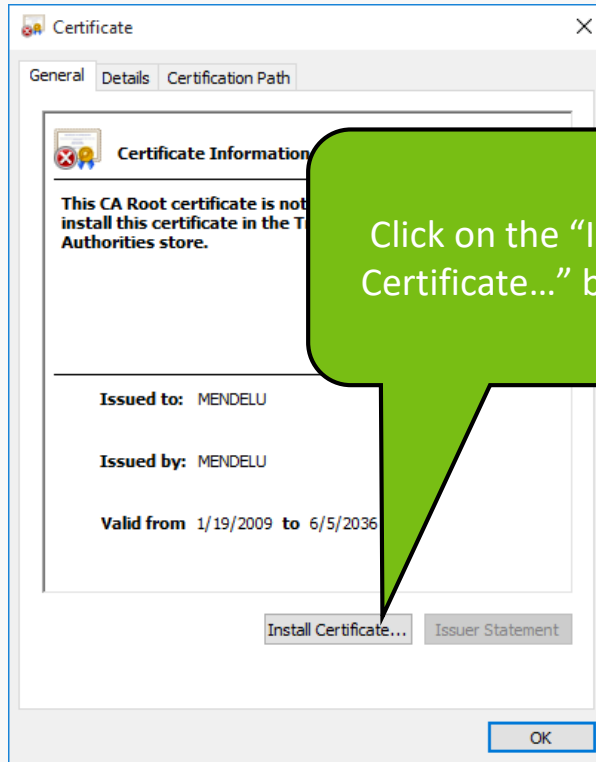 Certificate
General Details Certification Path
Certificate Information
This CA Root certificate is not
install this certificate in the T
Authorities store.
Click on the “I
Certificate…” b
Issued to: MENDELU
Issued by: MENDELU
Valid from 1/19/2009 to 6/5/2036
Install Certificate... Issuer Statement
OK